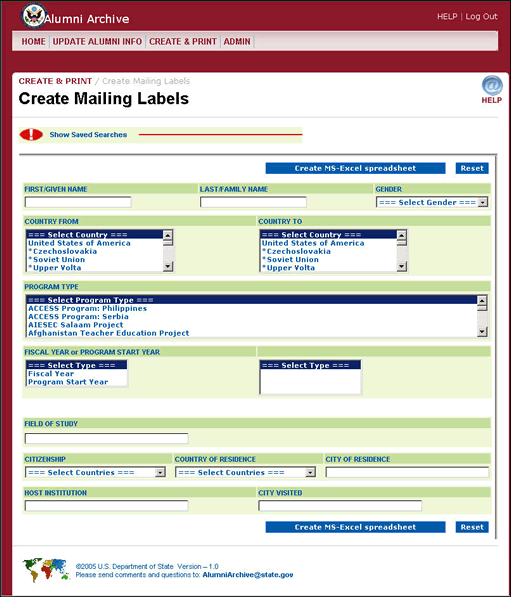 Alumni Archive
HELP | Log Out
HOME | UPDATE ALUMNI INFO | CREATE & PRINT | ADMIN
CREATE & PRINT / Create Mailing Labels
Create Mailing Labels
HELP
Show Saved Searches
Create MS-Excel spreadsheet Reset
FIRST/GIVEN NAME LAST/FAMILY NAME GENDER
=== Select Gender ===
COUNTRY FROM COUNTRY TO
=== Select Country === === Select Country ===
United States of America United States of America
*Czechoslovakia *Czechoslovakia
*Soviet Union *Soviet Union
*Upper Volta *Upper Volta
PROGRAM TYPE
=== Select Program Type ===
ACCESS Program: Philippines
ACCESS Program: Serbia
AIESEC Salaam Project
Afghanistan Teacher Education Project
FISCAL YEAR or PROGRAM START YEAR
=== Select Type === === Select Type ===
Fiscal Year
Program Start Year
FIELD OF STUDY
CITIZENSHIP COUNTRY OF RESIDENCE CITY OF RESIDENCE
=== Select Countries === === Select Countries ===
HOST INSTITUTION CITY VISITED
Create MS-Excel spreadsheet Reset
©2005 U.S. Department of State Version – 1.0
Please send comments and questions to: AlumniArchive@state.gov